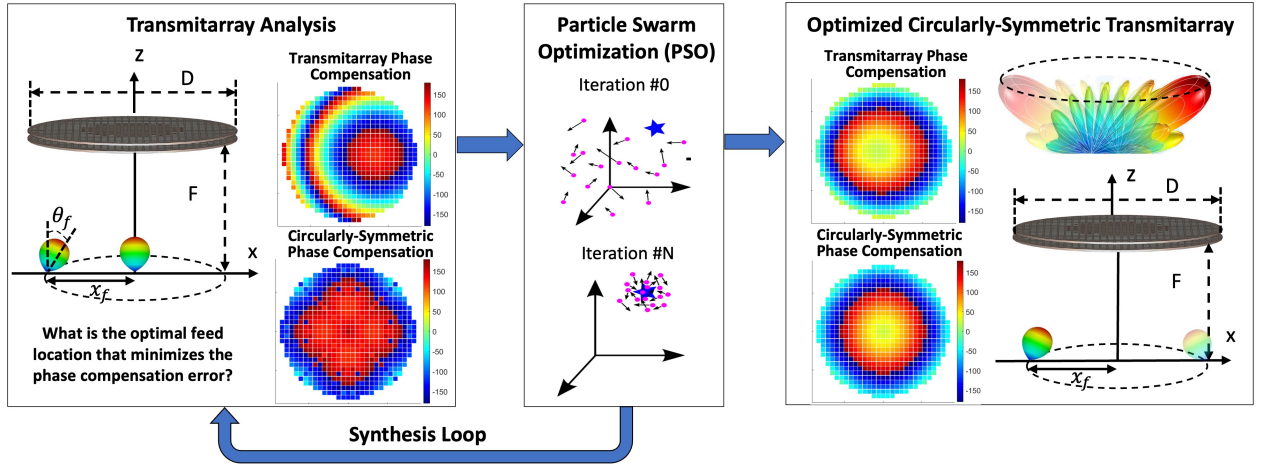 Transmitarray Analysis
Z
D
F
θf
X
xf
What is the optimal feed
location that minimizes the
phase compensation error?
Transmitarray Phase
Compensation
150
100
50
0
-50
-100
-150
Circularly-Symmetric
Phase Compensation
150
100
50
0
-50
-100
-150
Particle Swarm
Optimization (PSO)
Iteration #0
Iteration #N
Synthesis Loop
Optimized Circularly-Symmetric Transmitarray
Transmitarray Phase
Compensation
150
100
50
0
-50
-100
-150
Circularly-Symmetric
Phase Compensation
150
100
50
0
-50
-100
-150
Z
D
F
X
xf